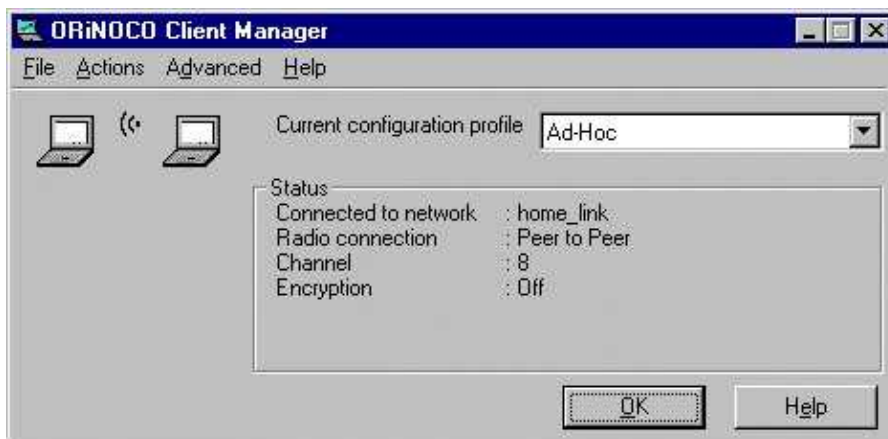 ORiNOCO Client Manager
File Actions Advanced Help
Current configuration profile Ad-Hoc
Status
Connected to network : home_link
Radio connection : Peer to Peer
Channel : 8
Encryption : Off
OK Help